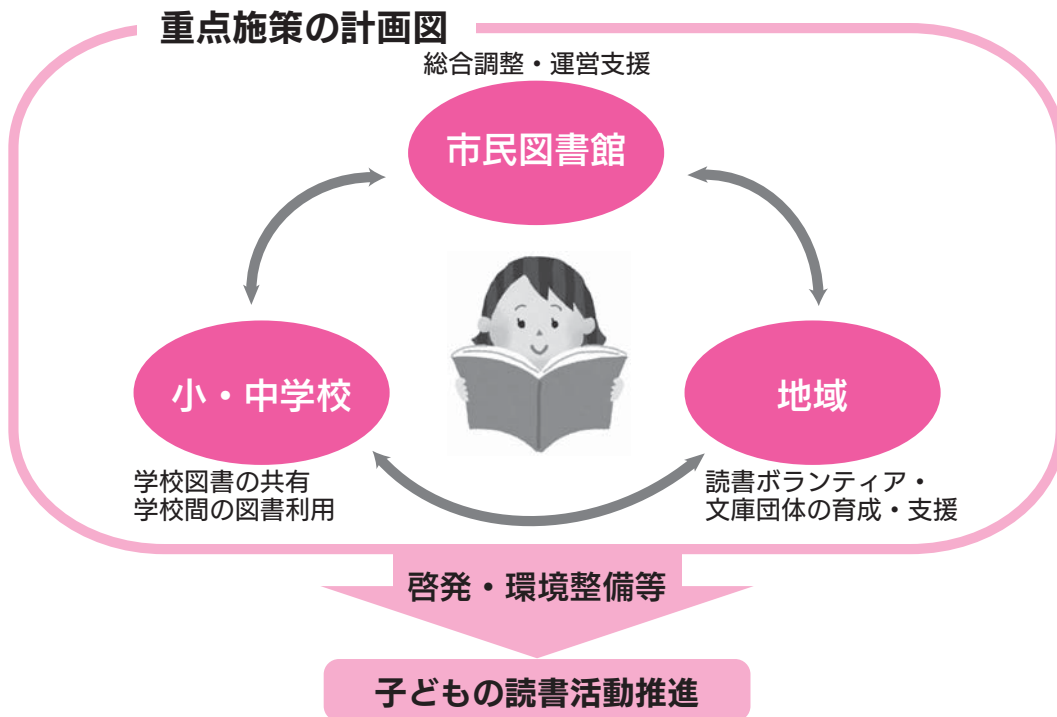 重点施策の計画図
総合調整・運営支援
市民図書館
小・中学校
地域
学校図書の共有
学校間の図書利用
読書ボランティア・
文庫団体の育成・支援
啓発・環境整備等
子どもの読書活動推進